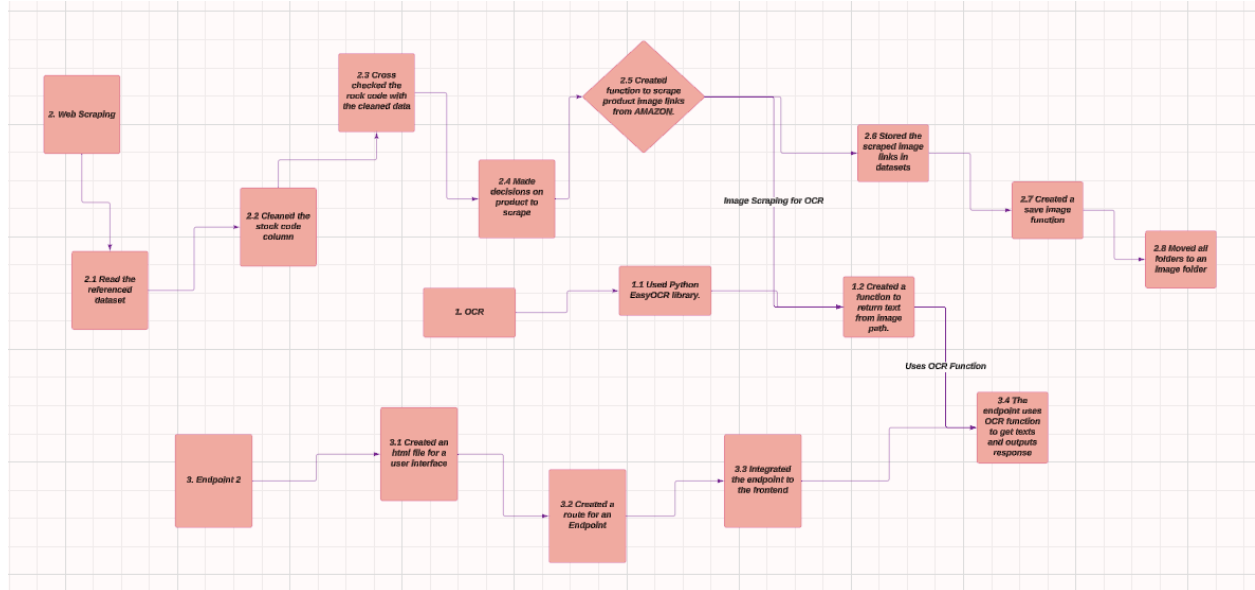 2. Web Scraping
2.1 Read the
referenced
dataset
2.2 Cleaned the
stock code
column
2.3 Cross
checked the
rock code with
the cleaned data
2.4 Made
decisions on
product to
scrape
2.5 Created
function to scrape
product image links
from AMAZON.
2.6 Stored the
scraped image
links in
datasets
2.7 Created a
save image
function
2.8 Moved all
folders to an
image folder
Image Scraping for OCR
1. OCR
1.1 Used Python
EasyOCR library.
1.2 Created a
function to
return text
from image
path.
Uses OCR Function
3. Endpoint 2
3.1 Created an
html file for a
user interface
3.2 Created a
route for an
Endpoint
3.3 Integrated
the endpoint to
the frontend
3.4 The
endpoint uses
OCR function
to get texts
and outputs
response